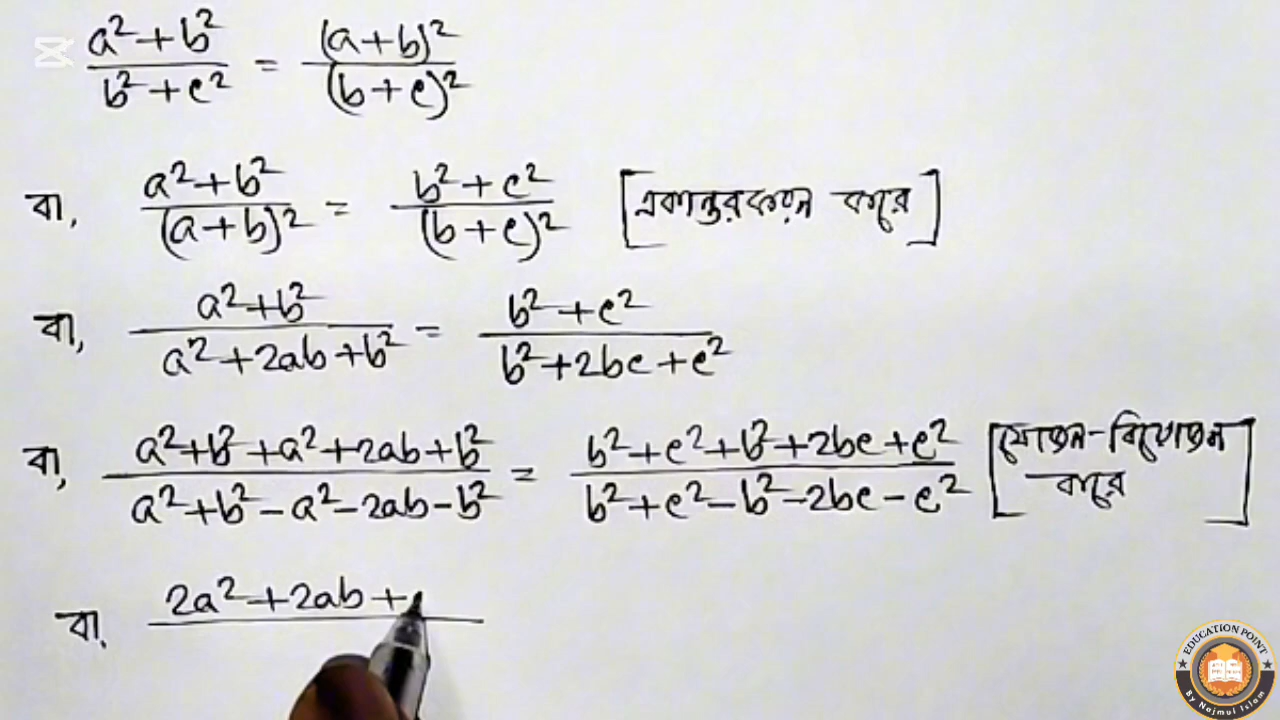 a²+b² / b²+c² = (a+b)² / (b+c)²
বা, a²+b² / (a+b)² = b²+c² / (b+c)² [একান্তরকরণ করে]
বা, a²+b² / a²+2ab+b² = b²+c² / b²+2bc+c²
বা, a²+b²+a²+2ab+b² / a²+b²-a²-2ab-b² = b²+c²+b²+2bc+c² / b²+c²-b²-2bc-c² [যোজন-বিয়োজন করে]
বা, 2a²+2ab+
EDUCATION POINT
By Najmul Islam